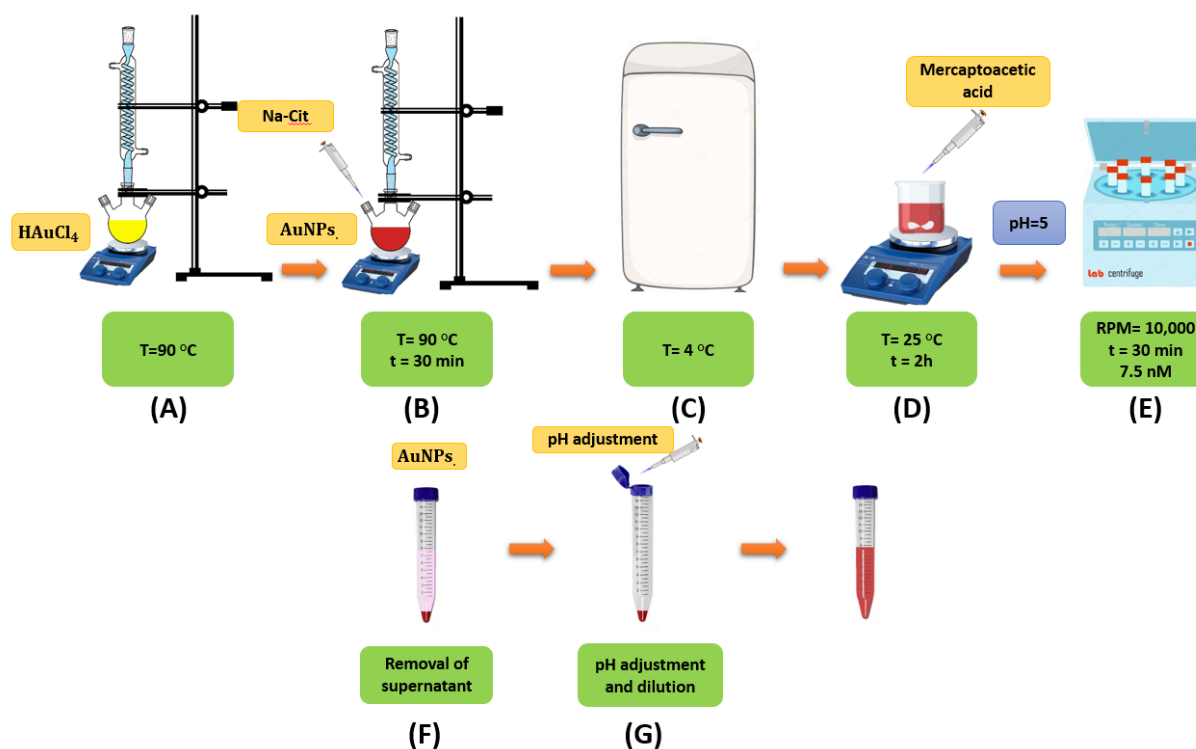 Mercaptoacetic
acid
Na-Cit
HAuCl₄
AuNPs.
pH=5
lab centrifuge
T=90 °C
T= 90 °C
t = 30 min
T= 4 °C
T= 25 °C
t = 2h
RPM= 10,000
t = 30 min
7.5 nM
(A)
(B)
(C)
(D)
(E)
AuNPs.
pH adjustment
Removal of
supernatant
pH adjustment
and dilution
(F)
(G)